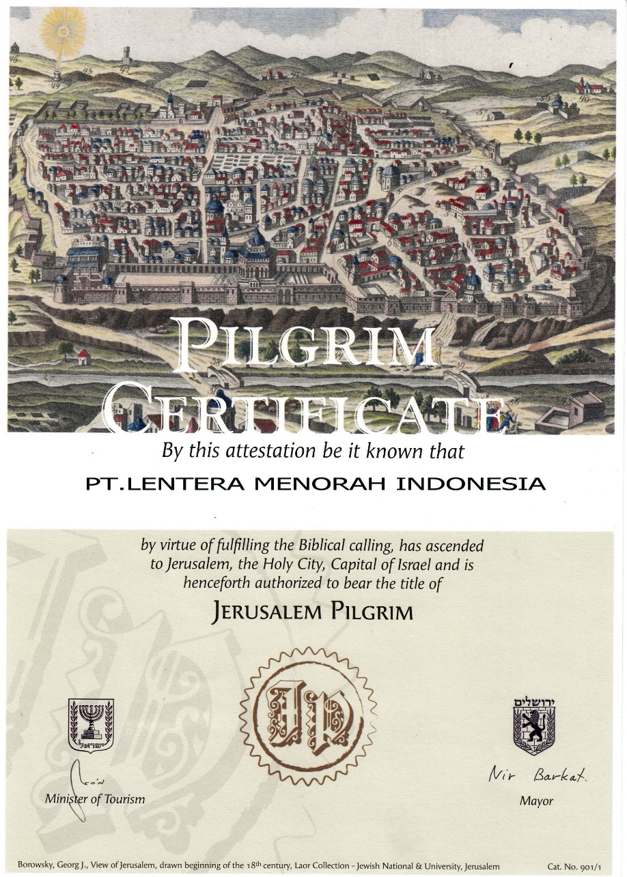 PILGRIM
CERTIFICATE
By this attestation be it known that
PT.LENTERA MENORAH INDONESIA
by virtue of fulfilling the Biblical calling, has ascended
to Jerusalem, the Holy City, Capital of Israel and is
henceforth authorized to bear the title of
JERUSALEM PILGRIM
Jp
ישראל
ירושלים
Nir Barkat.
Minister of Tourism
Mayor
Borowsky, Georg J., View of Jerusalem, drawn beginning of the 18th century, Laor Collection - Jewish National & University, Jerusalem
Cat. No. 901/1